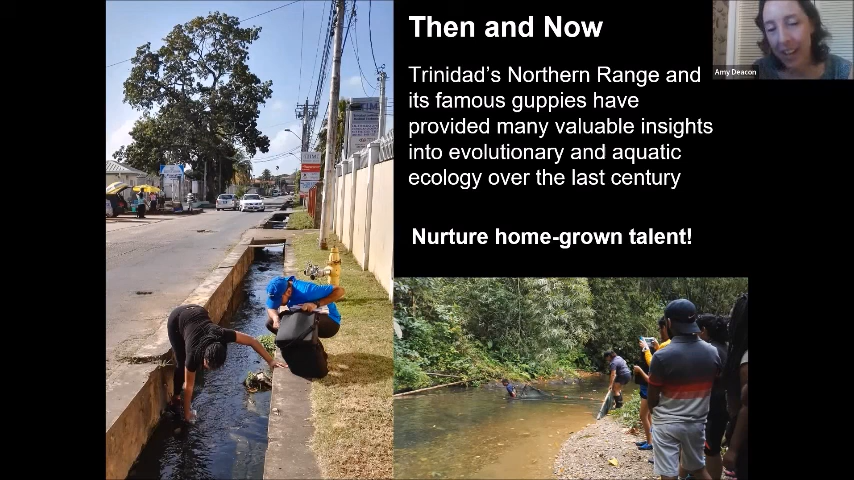 Then and Now
Trinidad's Northern Range and
its famous guppies have
provided many valuable insights
into evolutionary and aquatic
ecology over the last century
Nurture home-grown talent!
Amy Deacon